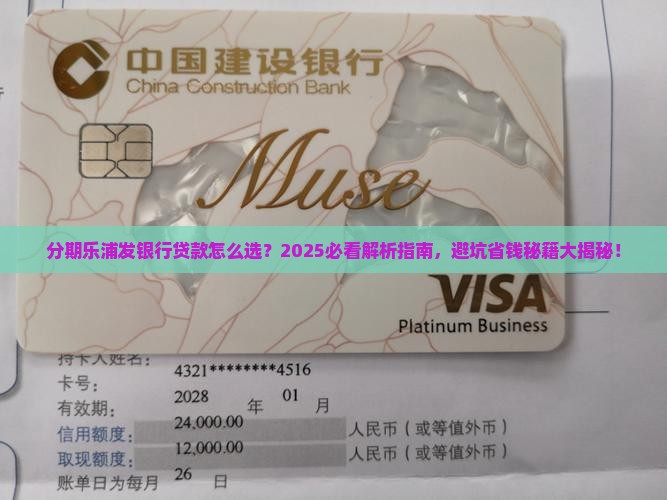 中国建设银行
China Construction Bank
Muse
分期乐浦发银行贷款怎么选？2025必看解析指南，避坑省钱秘籍大揭秘！
VISA
Platinum Business
持卡人姓名：
卡号： 4321********4516
有效期： 2028 年 01 月
信用额度： 24,000.00 人民币（或等值外币）
取现额度： 12,000.00 人民币（或等值外币）
账单日为每月 26 日